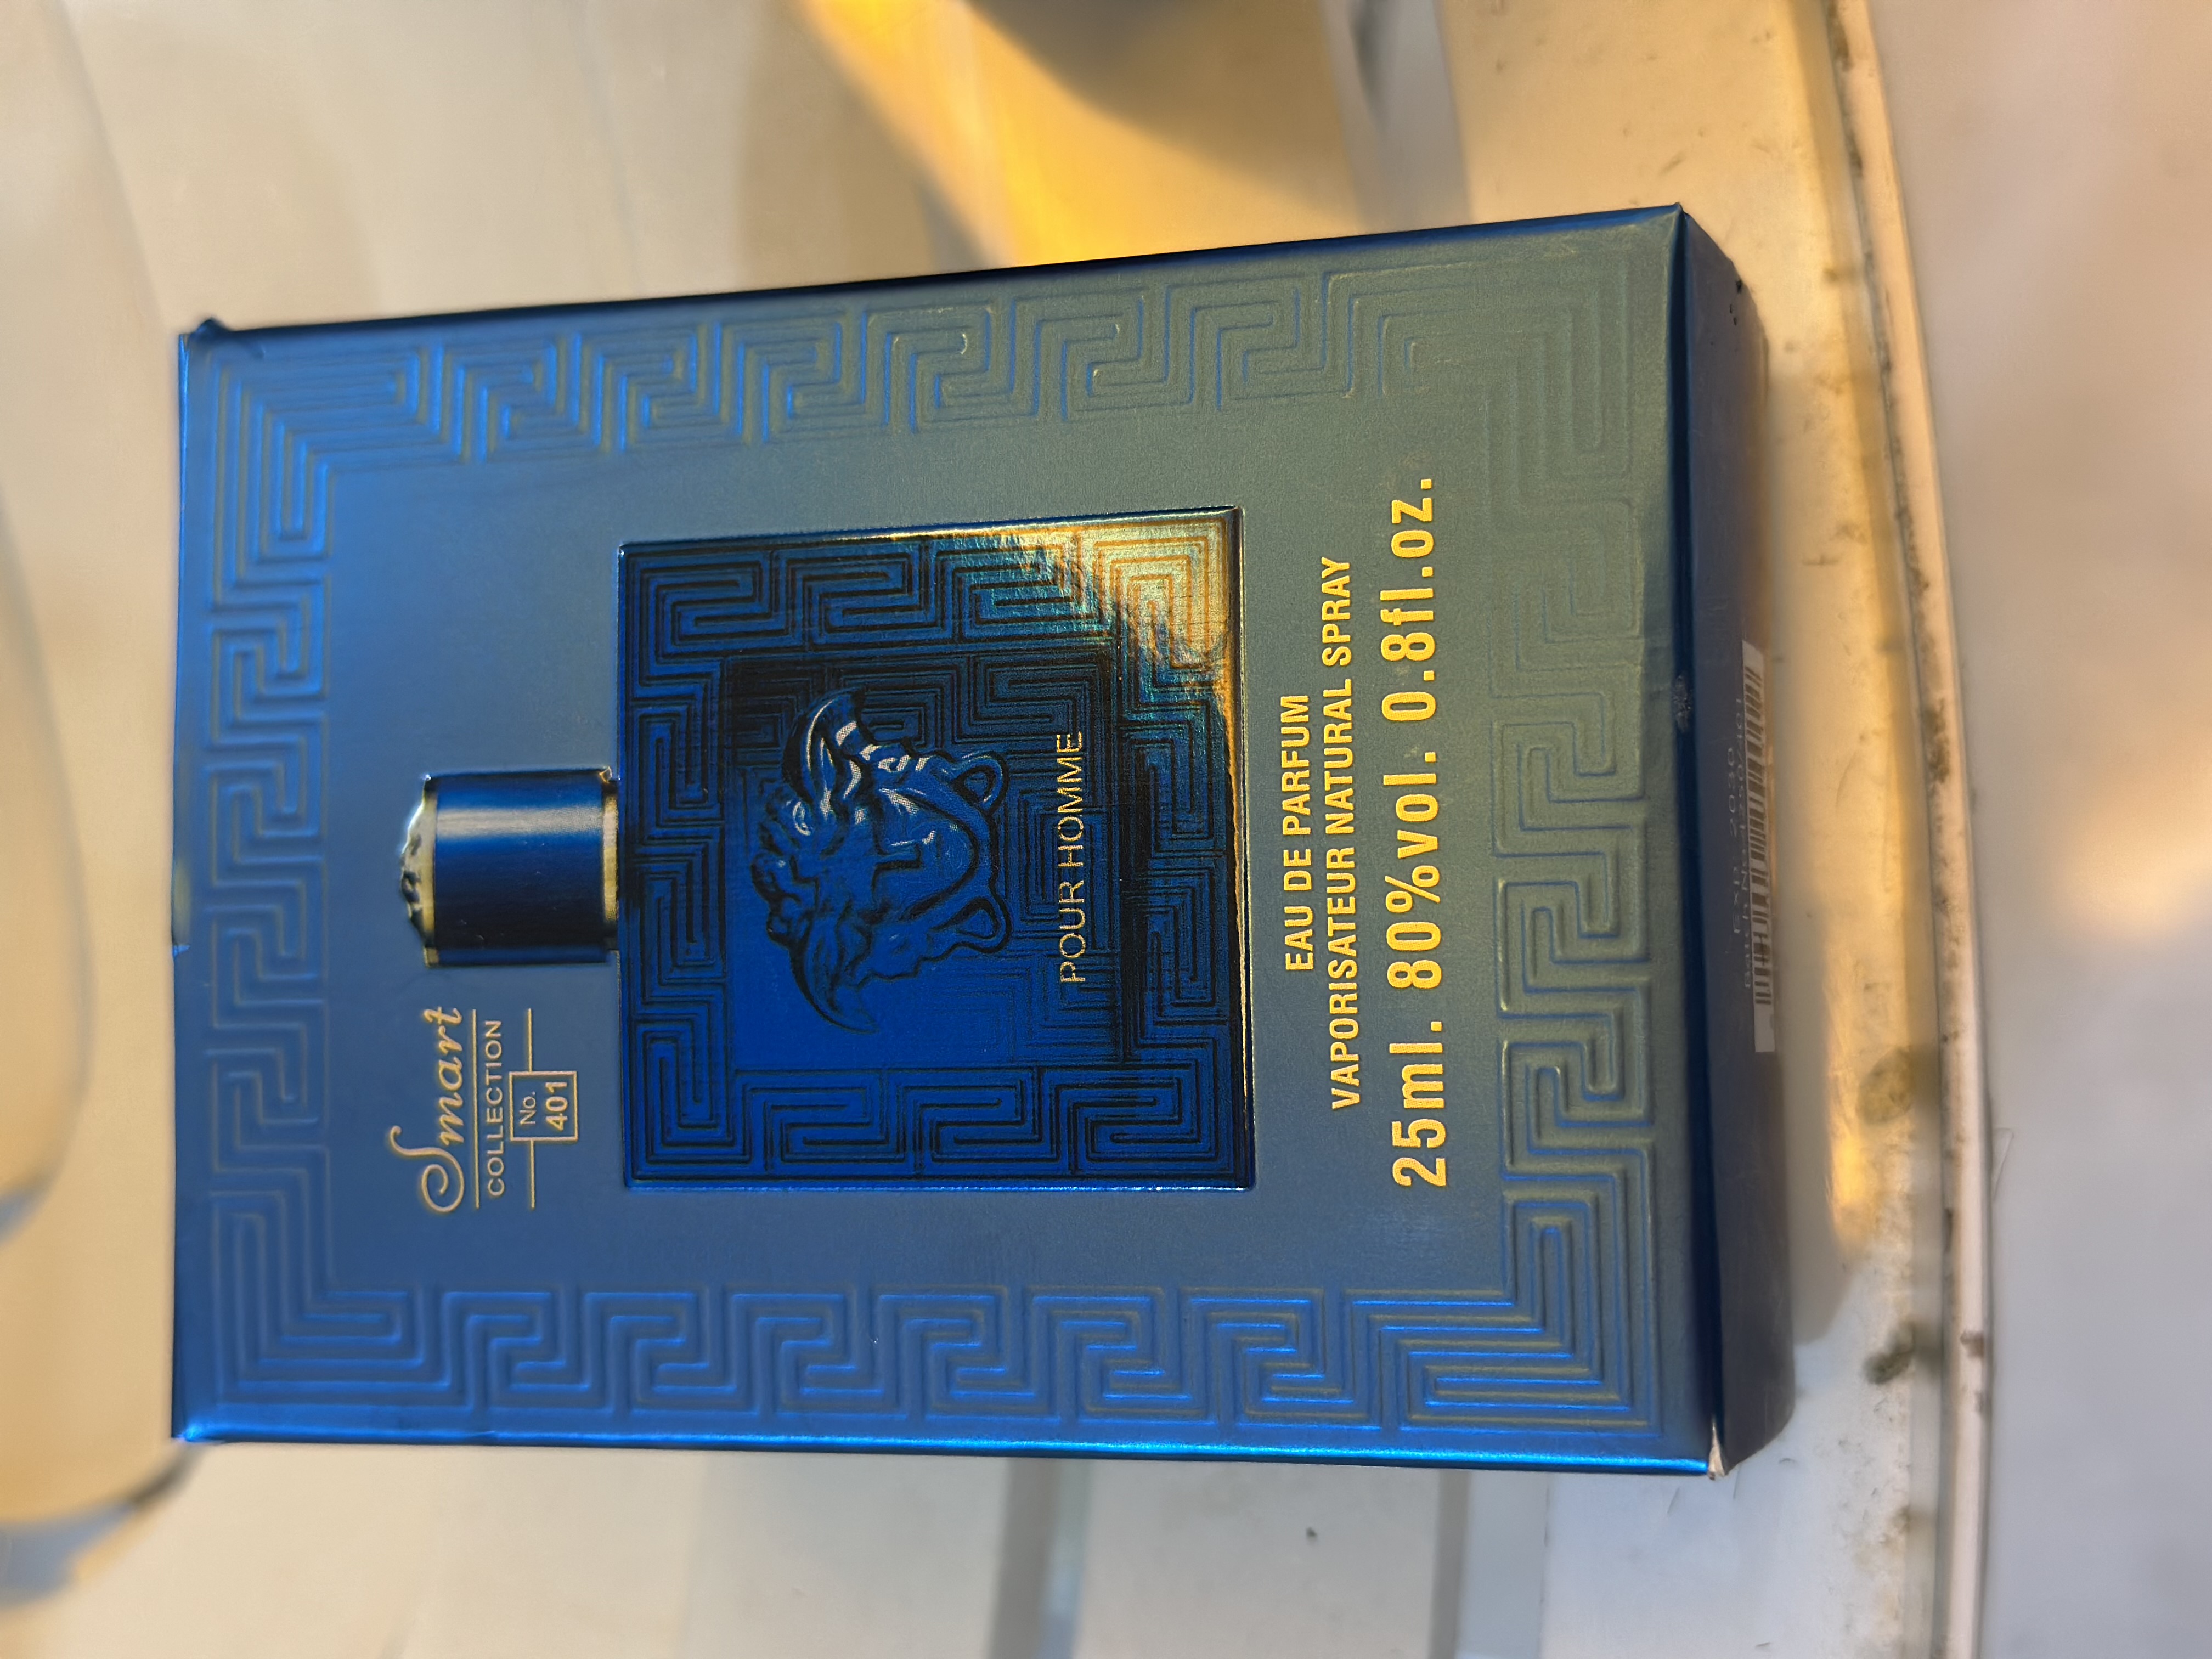 Smart
COLLECTION
No.
401
POUR HOMME
EAU DE PARFUM
VAPORISATEUR NATURAL SPRAY
25ml. 80%vol. 0.8fl.oz.